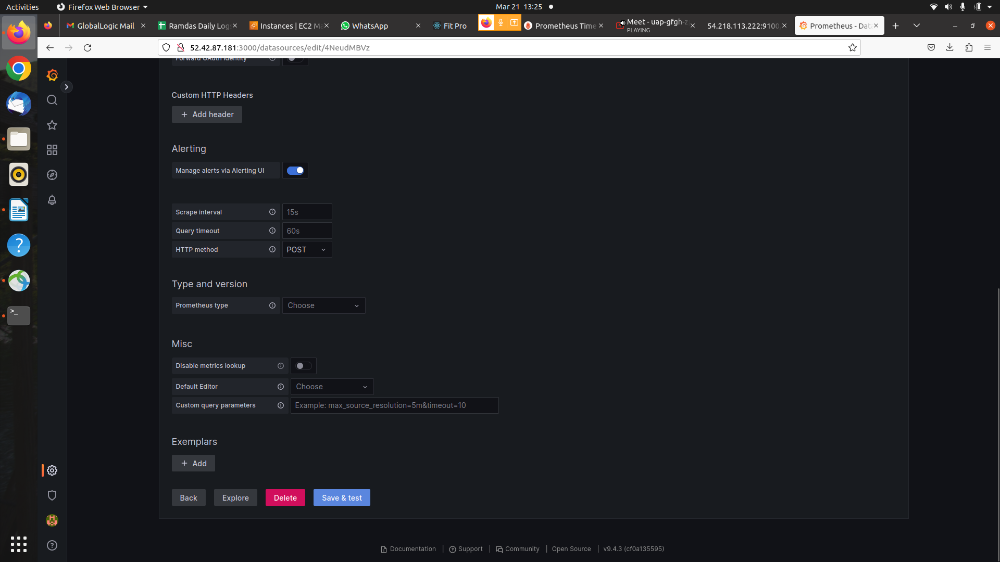 Activities
Firefox Web Browser
Mar 21 13:25
GlobalLogic Mail
Ramdas Daily Log
Instances | EC2 Ma
WhatsApp
Fit Pro
Prometheus Time
Meet - uap-gfgh-z
PLAYING
54.218.113.222:9100
Prometheus - Dat
52.42.87.181:3000/datasources/edit/4NeudMBVz
Forward OAuth Identity
Custom HTTP Headers
Add header
Alerting
Manage alerts via Alerting UI
Scrape interval
15s
Query timeout
60s
HTTP method
POST
Type and version
Prometheus type
Choose
Misc
Disable metrics lookup
Default Editor
Choose
Custom query parameters
Example: max_source_resolution=5m&timeout=10
Exemplars
Add
Back
Explore
Delete
Save & test
Documentation
Support
Community
Open Source
v9.4.3 (cf0a135595)